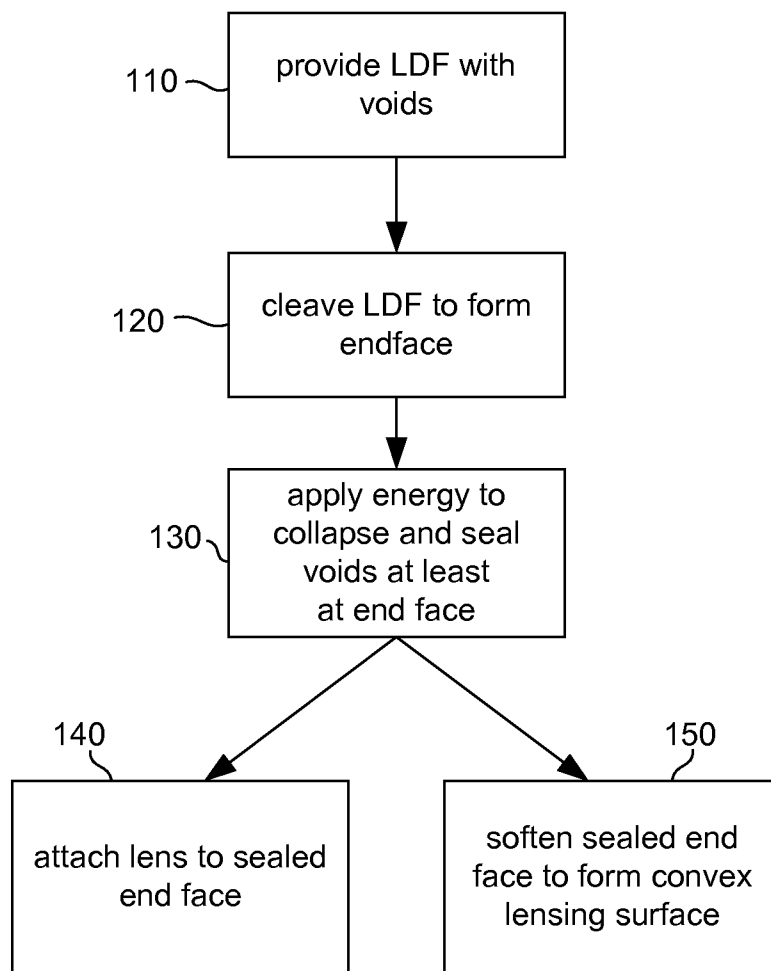 110
provide LDF with
voids
120
cleave LDF to form
endface
130
apply energy to
collapse and seal
voids at least
at end face
140
attach lens to sealed
end face
150
soften sealed end
face to form convex
lensing surface